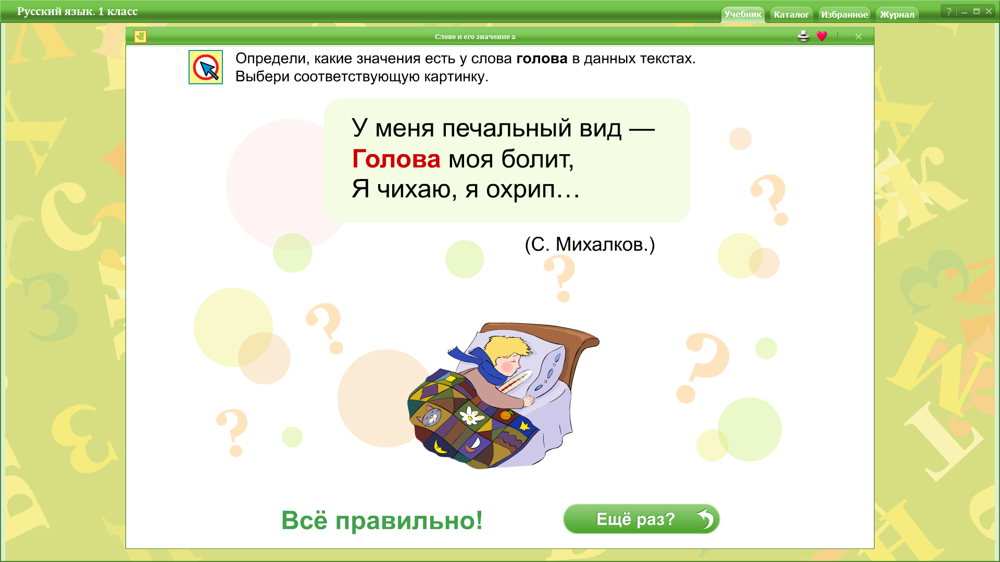 Русский язык. 1 класс
Учебник Каталог Избранное Журнал
Слово и его значение 2
Определи, какие значения есть у слова голова в данных текстах.
Выбери соответствующую картинку.
У меня печальный вид —
Голова моя болит,
Я чихаю, я охрип…
(С. Михалков.)
Всё правильно!
Ещё раз?